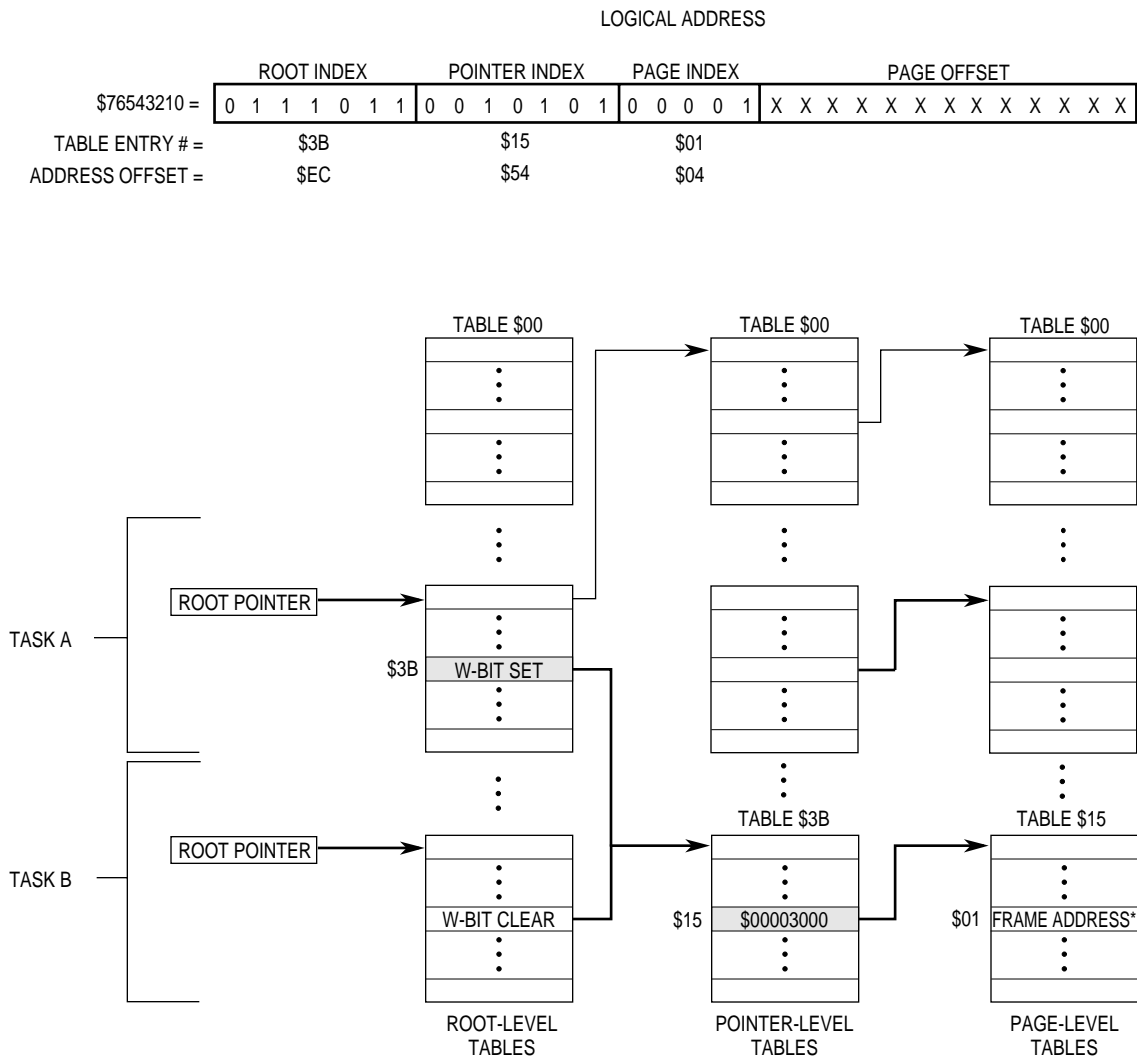 LOGICAL ADDRESS
ROOT INDEX POINTER INDEX PAGE INDEX PAGE OFFSET
$76543210 = 0 1 1 1 0 1 1 0 0 1 0 1 0 1 0 0 0 0 1 X X X X X X X X X X X X X
TABLE ENTRY # = $3B $15 $01
ADDRESS OFFSET = $EC $54 $04
TABLE $00 TABLE $00 TABLE $00
ROOT POINTER
TASK A
$3B W-BIT SET
TABLE $3B TABLE $15
ROOT POINTER
TASK B
W-BIT CLEAR $15 $00003000 $01 FRAME ADDRESS*
ROOT-LEVEL POINTER-LEVEL PAGE-LEVEL
TABLES TABLES TABLES